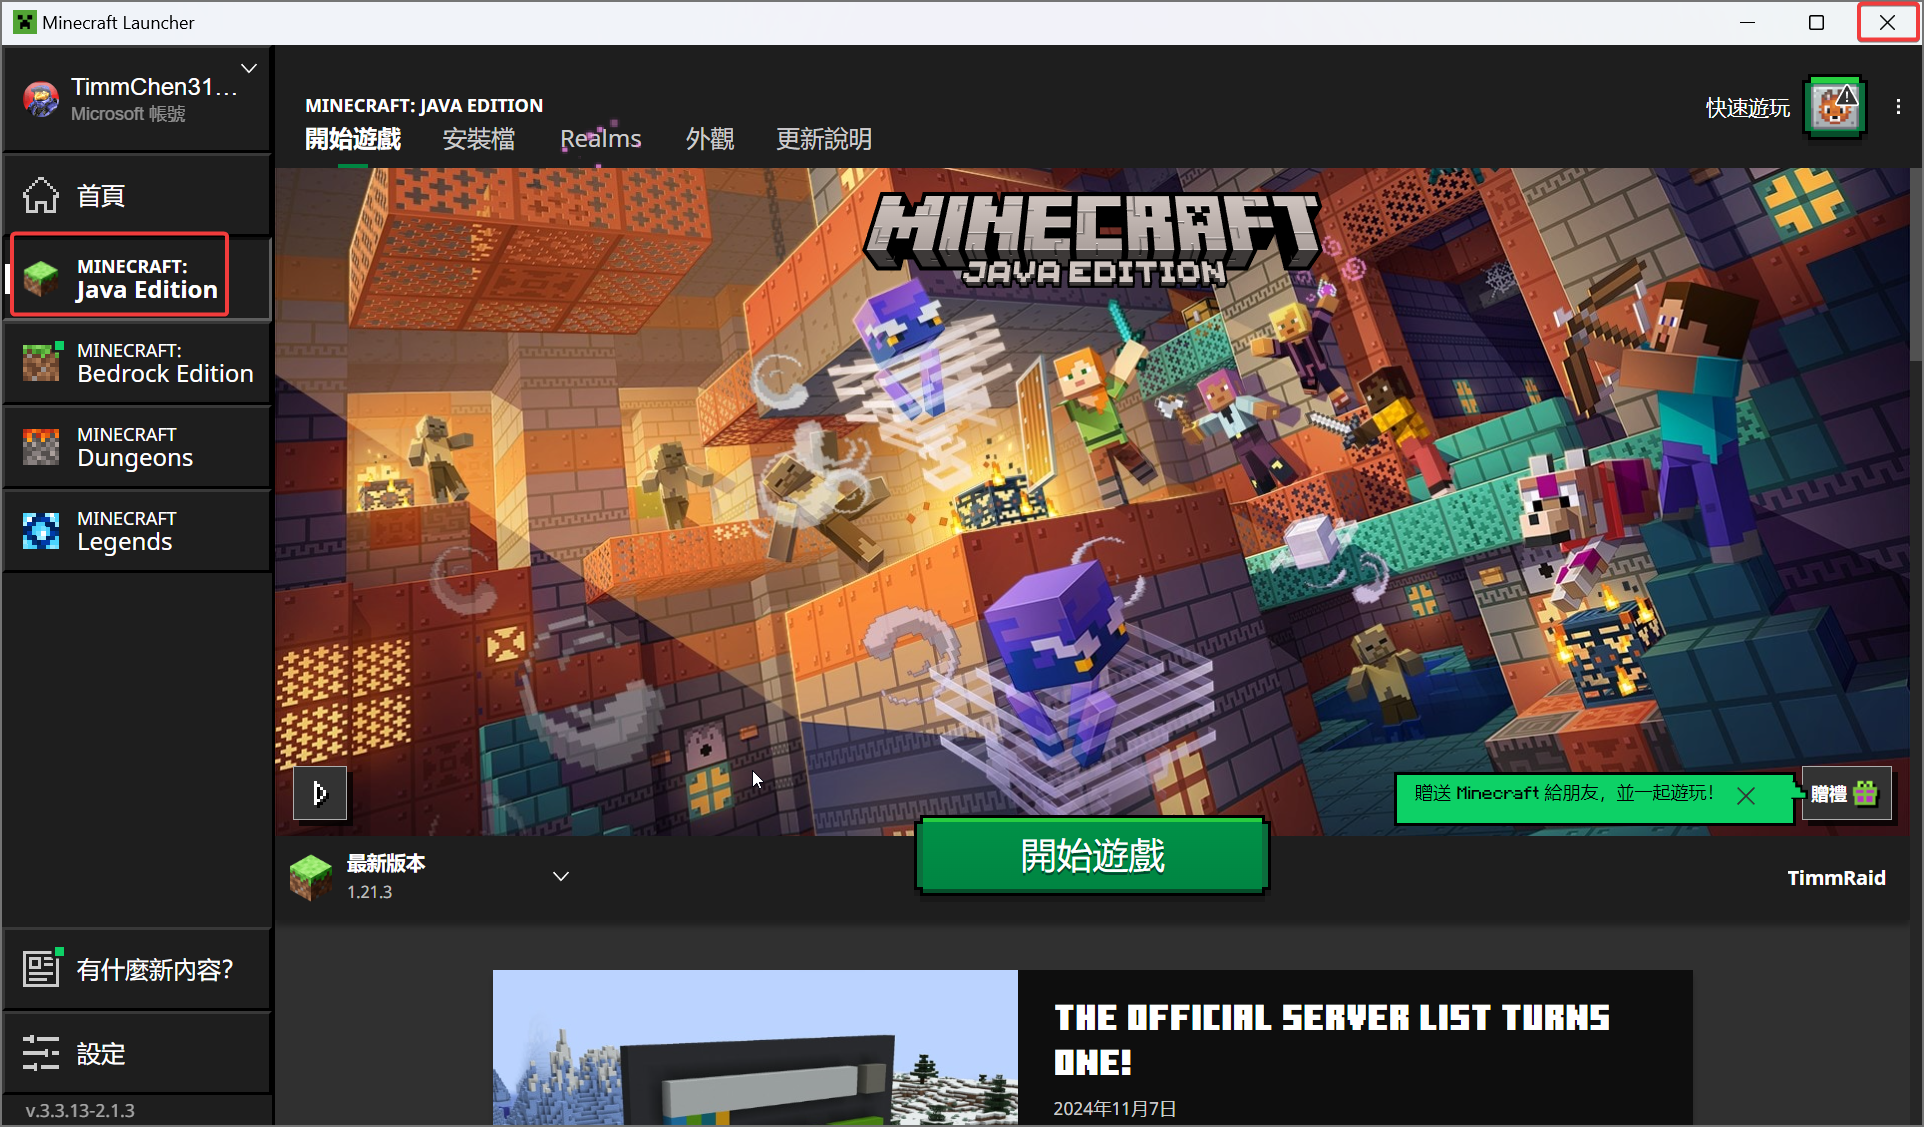 Minecraft Launcher
TimmChen31...
Microsoft 帳號
首頁
MINECRAFT:
Java Edition
MINECRAFT:
Bedrock Edition
MINECRAFT
Dungeons
MINECRAFT
Legends
有什麼新內容?
設定
v.3.3.13-2.1.3
MINECRAFT: JAVA EDITION
開始遊戲 安裝檔 Realms 外觀 更新說明
快速遊玩
MINECRAFT
JAVA EDITION
贈送 Minecraft 給朋友，並一起遊玩！
贈禮
最新版本
1.21.3
開始遊戲
TimmRaid
THE OFFICIAL SERVER LIST TURNS
ONE!
2024年11月7日